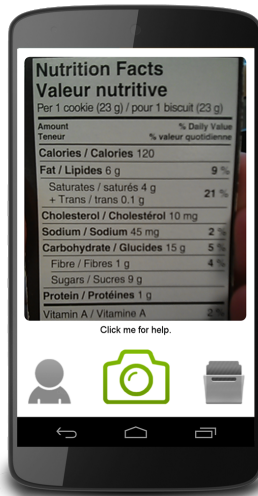 Nutrition Facts
Valeur nutritive
Per 1 cookie (23 g) / pour 1 biscuit (23 g)
Amount % Daily Value
Teneur % valeur quotidienne
Calories / Calories 120
Fat / Lipides 6 g 9 %
Saturates / saturés 4 g
+ Trans / trans 0.1 g 21 %
Cholesterol / Cholestérol 10 mg
Sodium / Sodium 45 mg 2 %
Carbohydrate / Glucides 15 g 5 %
Fibre / Fibres 1 g 4 %
Sugars / Sucres 9 g
Protein / Protéines 1 g
Vitamin A / Vitamine A 2 %
Click me for help.